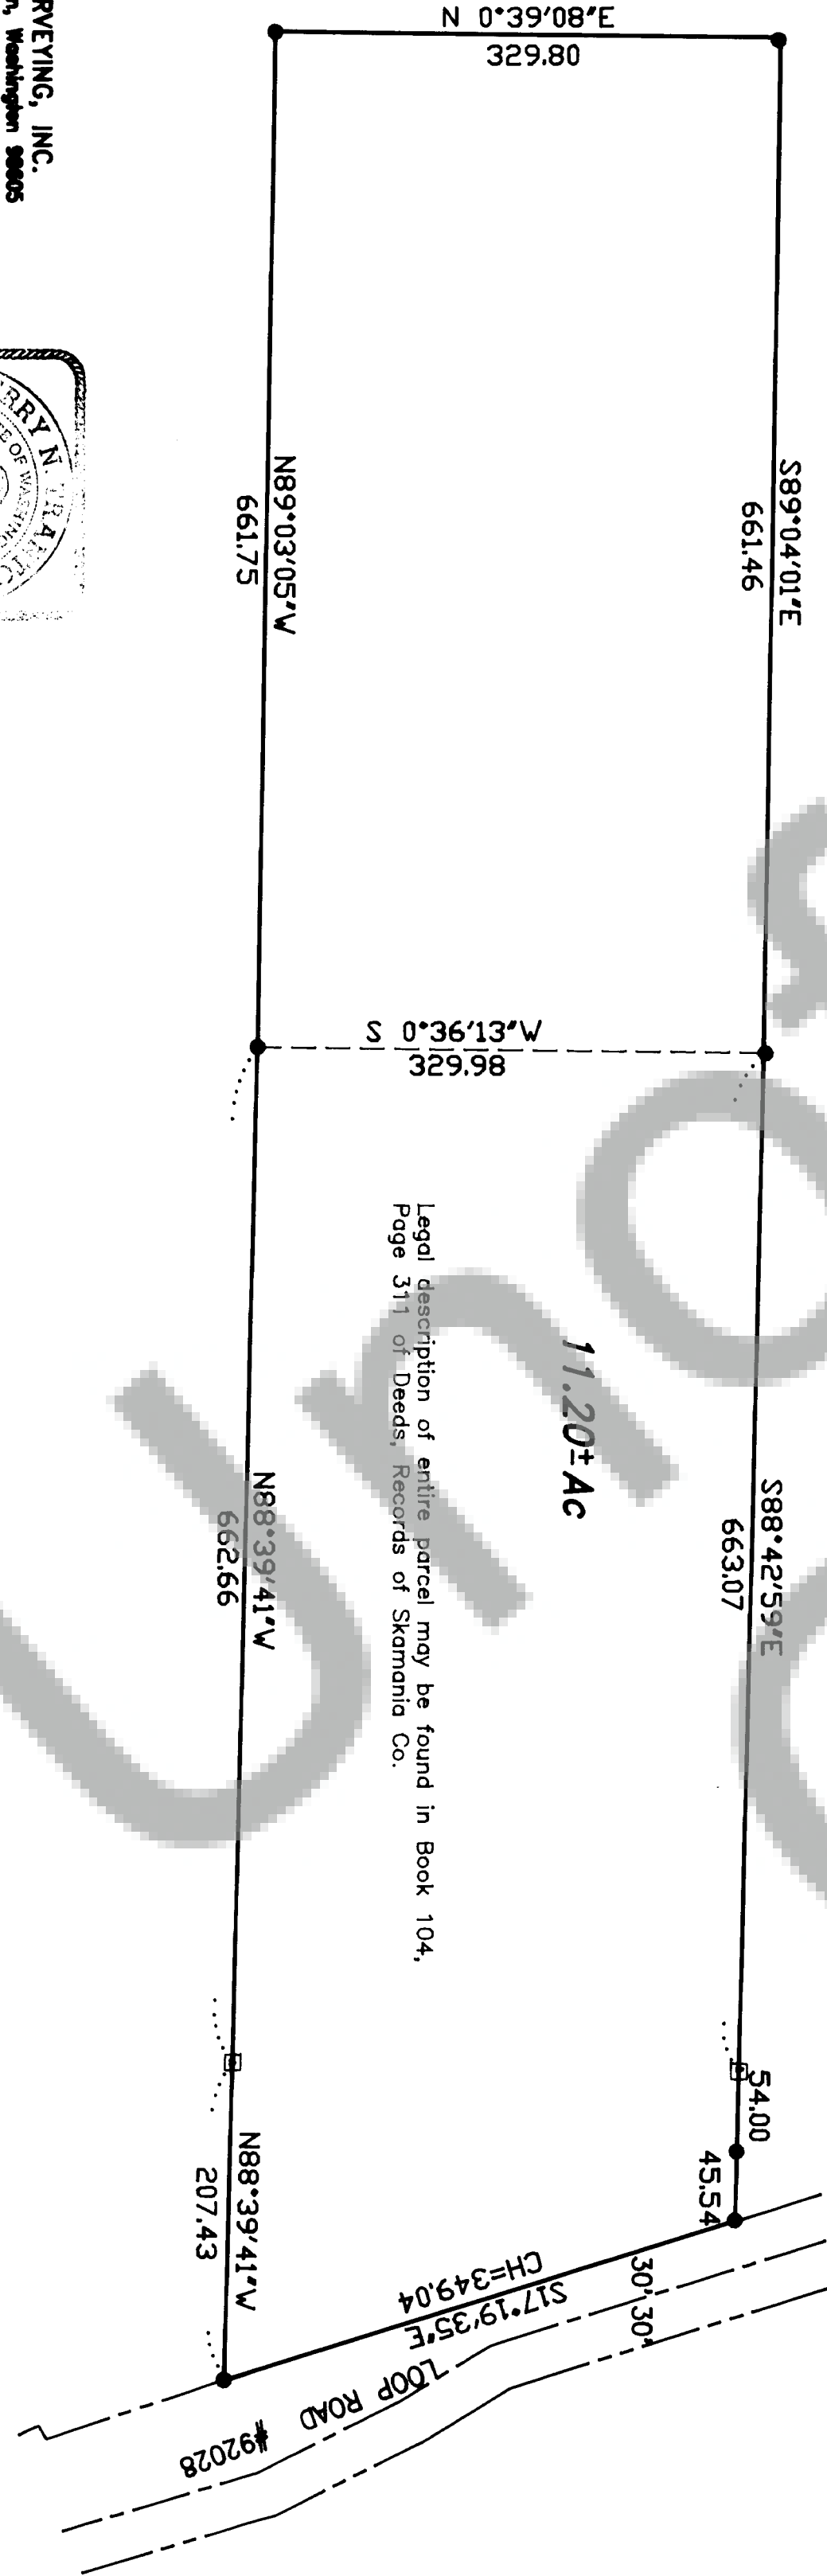 N 0°39'08"E
329.80
S89°04'01"E
661.46
N89°03'05"W
661.75
S 0°36'13"W
329.98
S88°42'59"E
663.07
11.20± Ac
Legal description of entire parcel may be found in Book 104,
Page 311 of Deeds, Records of Skamania Co.
N88°39'41"W
662.66
54.00
45.54
N88°39'41"W
207.43
CH=349.04
S17°19'35"E
30' 30'
LOOP ROAD #92028
RVEYING, INC.
n, Washington 98605
RRY N.
E OF